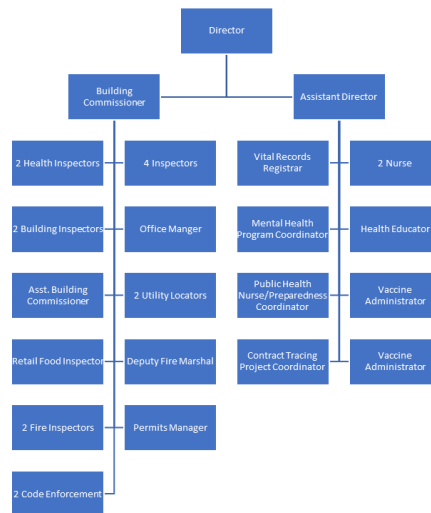 Director
Building
Commissioner
Assistant Director
2 Health Inspectors
4 Inspectors
Vital Records
Registrar
2 Nurse
2 Building Inspectors
Office Manger
Mental Health
Program Coordinator
Health Educator
Asst. Building
Commissioner
2 Utility Locators
Public Health
Nurse/Preparedness
Coordinator
Vaccine
Administrator
Retail Food Inspector
Deputy Fire Marshal
Contract Tracing
Project Coordinator
Vaccine
Administrator
2 Fire Inspectors
Permits Manager
2 Code Enforcement